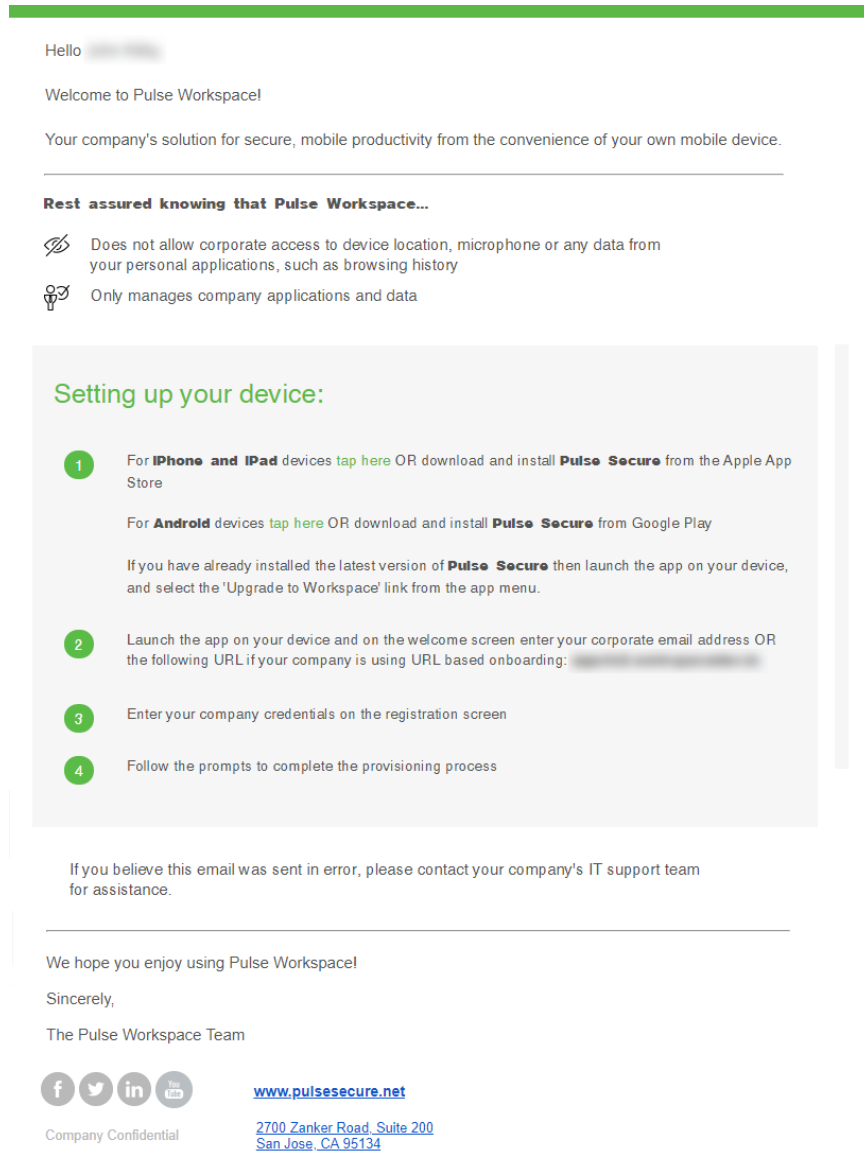 Hello
Welcome to Pulse Workspace!
Your company's solution for secure, mobile productivity from the convenience of your own mobile device.
Rest assured knowing that Pulse Workspace...
Does not allow corporate access to device location, microphone or any data from
your personal applications, such as browsing history
Only manages company applications and data
Setting up your device:
1
For IPhone and IPad devices tap here OR download and install Pulse Secure from the Apple App
Store
For Android devices tap here OR download and install Pulse Secure from Google Play
If you have already installed the latest version of Pulse Secure then launch the app on your device,
and select the 'Upgrade to Workspace' link from the app menu.
2
Launch the app on your device and on the welcome screen enter your corporate email address OR
the following URL if your company is using URL based onboarding:
3
Enter your company credentials on the registration screen
4
Follow the prompts to complete the provisioning process
If you believe this email was sent in error, please contact your company's IT support team
for assistance.
We hope you enjoy using Pulse Workspace!
Sincerely,
The Pulse Workspace Team
f in You Tube
www.pulsesecure.net
Company Confidential
2700 Zanker Road, Suite 200
San Jose, CA 95134